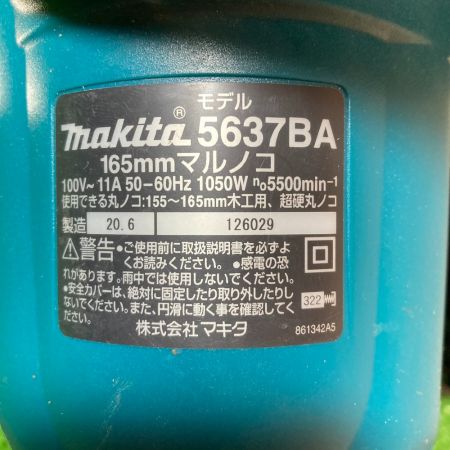 モデル
makita® 5637BA
165mmマルノコ
100V~11A 50-60Hz 1050W n₀5500min⁻¹
使用できる丸ノコ:155~165mm木工用、超硬丸ノコ
製造 20.6 126029
⚠警告●ご使用前に取扱説明書を必ずよ
くお読みください。●感電の恐
れがあります。雨中では使用しないでください。
●安全カバーは、絶対に固定したり取り外したりし
ないでください。また、円滑に動く事を確認してく
ださい。
322
株式会社マキタ
861342A5